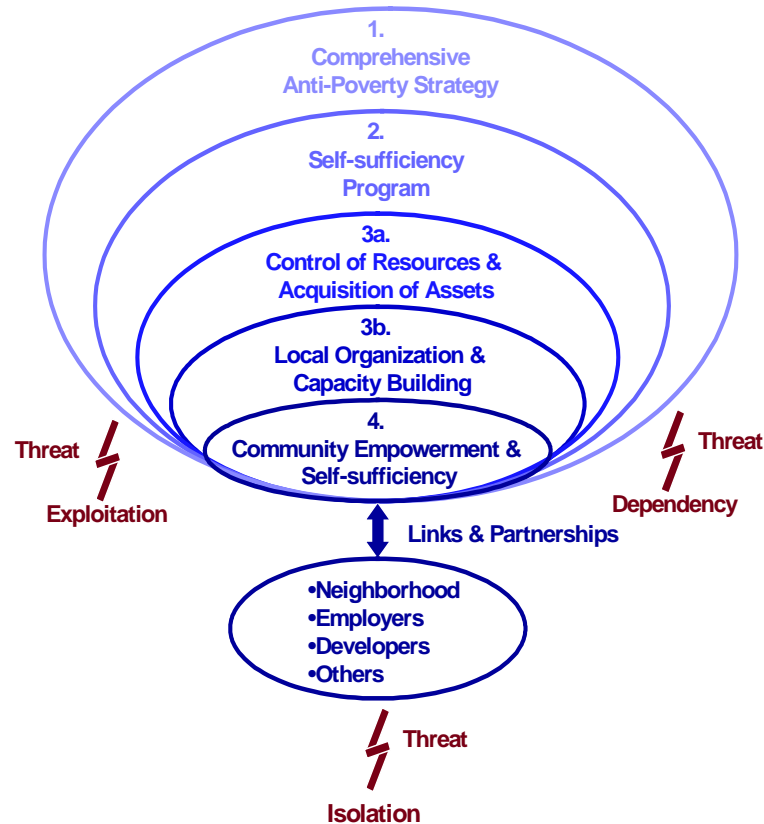 1.
Comprehensive
Anti-Poverty Strategy
2.
Self-sufficiency
Program
3a.
Control of Resources &
Acquisition of Assets
3b.
Local Organization &
Capacity Building
4.
Community Empowerment &
Self-sufficiency
Threat
Exploitation
Threat
Dependency
Links & Partnerships
•Neighborhood
•Employers
•Developers
•Others
Threat
Isolation